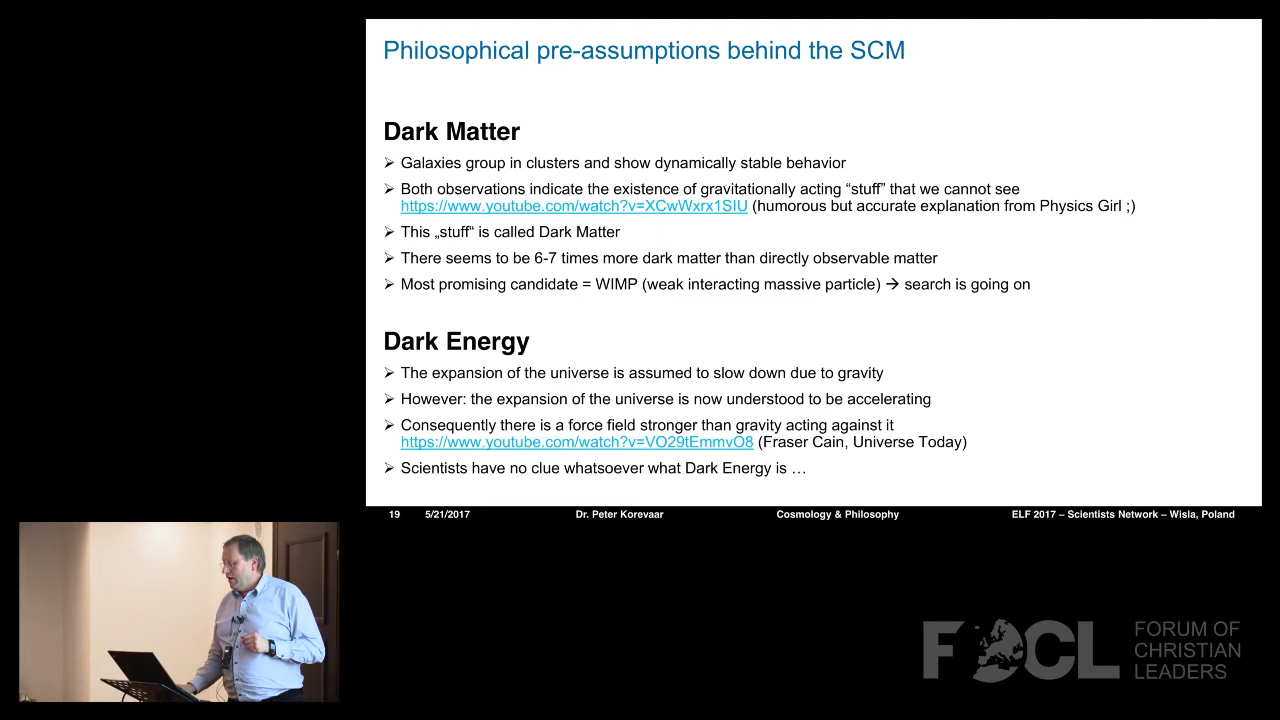 Philosophical pre-assumptions behind the SCM
Dark Matter
➢ Galaxies group in clusters and show dynamically stable behavior
➢ Both observations indicate the existence of gravitationally acting “stuff” that we cannot see
https://www.youtube.com/watch?v=XCwWxrx1SIU (humorous but accurate explanation from Physics Girl ;)
➢ This „stuff“ is called Dark Matter
➢ There seems to be 6-7 times more dark matter than directly observable matter
➢ Most promising candidate = WIMP (weak interacting massive particle) → search is going on
Dark Energy
➢ The expansion of the universe is assumed to slow down due to gravity
➢ However: the expansion of the universe is now understood to be accelerating
➢ Consequently there is a force field stronger than gravity acting against it
https://www.youtube.com/watch?v=VO29tEmmvO8 (Fraser Cain, Universe Today)
➢ Scientists have no clue whatsoever what Dark Energy is …
19 5/21/2017 Dr. Peter Korevaar Cosmology & Philosophy ELF 2017 – Scientists Network – Wisla, Poland
FOCL
FORUM OF
CHRISTIAN
LEADERS